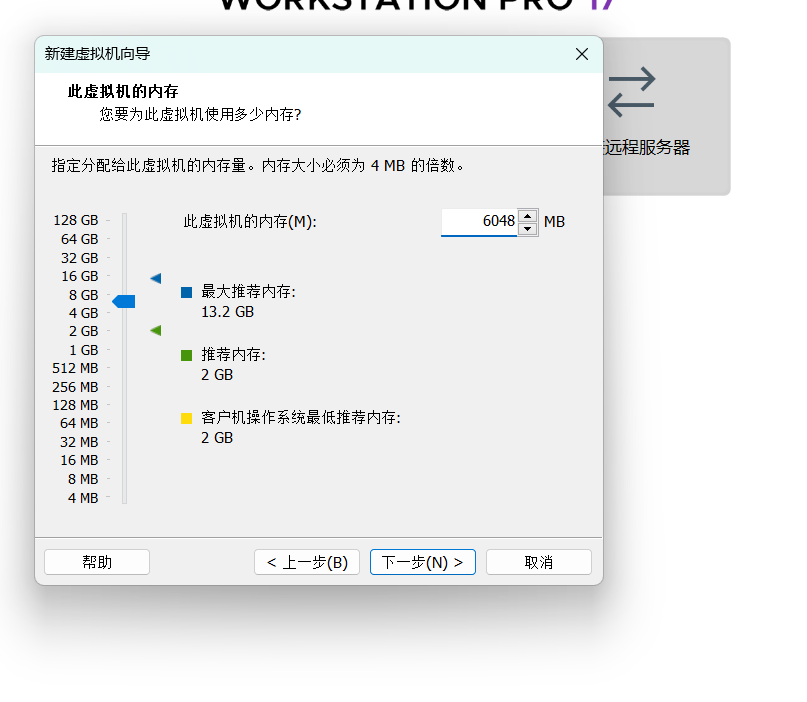 WORKSTATION PRO 17
新建虚拟机向导
此虚拟机的内存
您要为此虚拟机使用多少内存?
远程服务器
指定分配给此虚拟机的内存量。内存大小必须为 4 MB 的倍数。
128 GB
64 GB
32 GB
16 GB
8 GB
4 GB
2 GB
1 GB
512 MB
256 MB
128 MB
64 MB
32 MB
16 MB
8 MB
4 MB
此虚拟机的内存(M):
6048 MB
最大推荐内存:
13.2 GB
推荐内存:
2 GB
客户机操作系统最低推荐内存:
2 GB
帮助
< 上一步(B)
下一步(N) >
取消